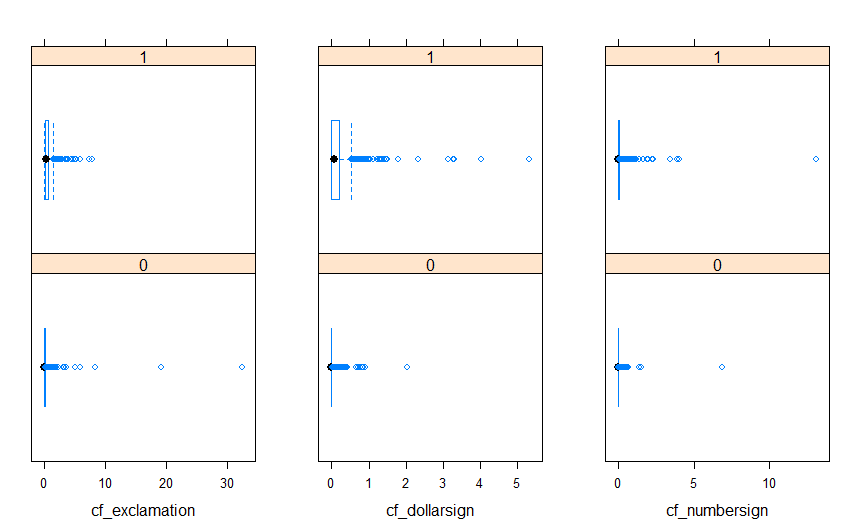 1 1 1
0 0 0
0 10 20 30 0 1 2 3 4 5 0 5 10
cf_exclamation cf_dollarsign cf_numbersign